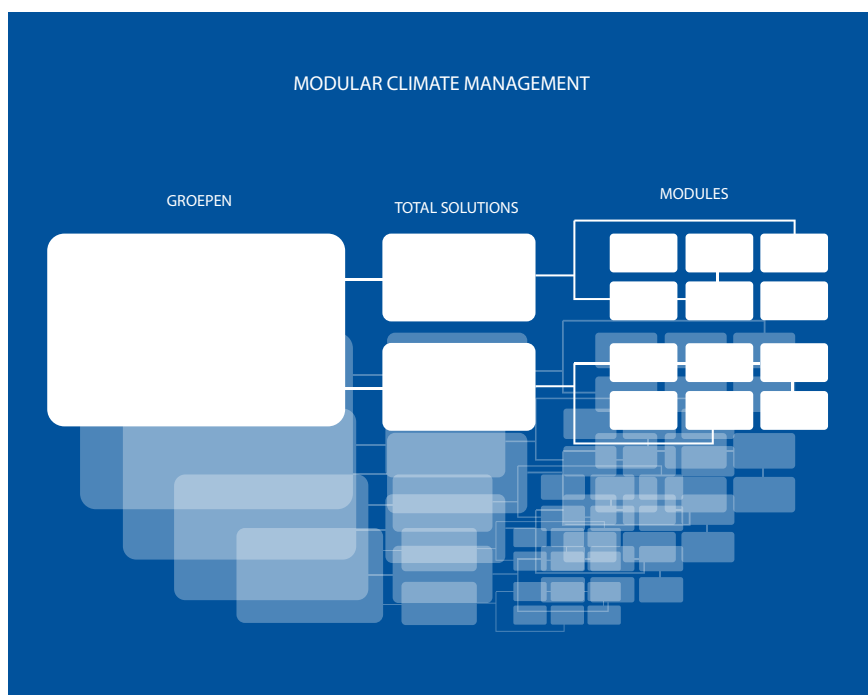 MODULAR CLIMATE MANAGEMENT
GROEPEN
TOTAL SOLUTIONS
MODULES